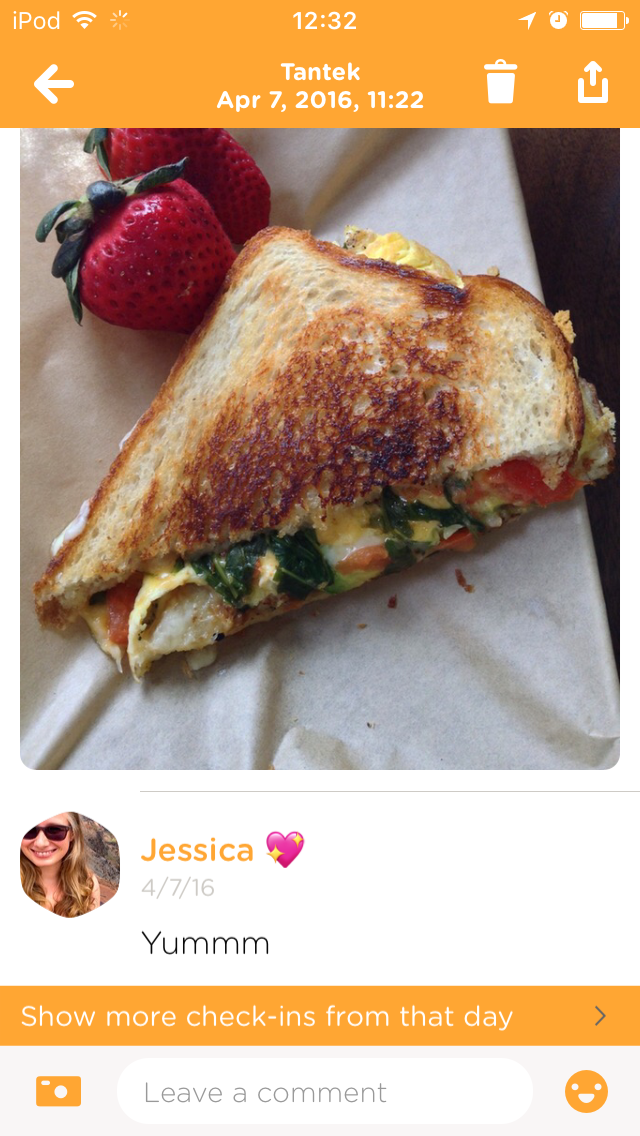 iPod 12:32
Tantek
Apr 7, 2016, 11:22
Jessica 💖
4/7/16
Yummm
Show more check-ins from that day
Leave a comment